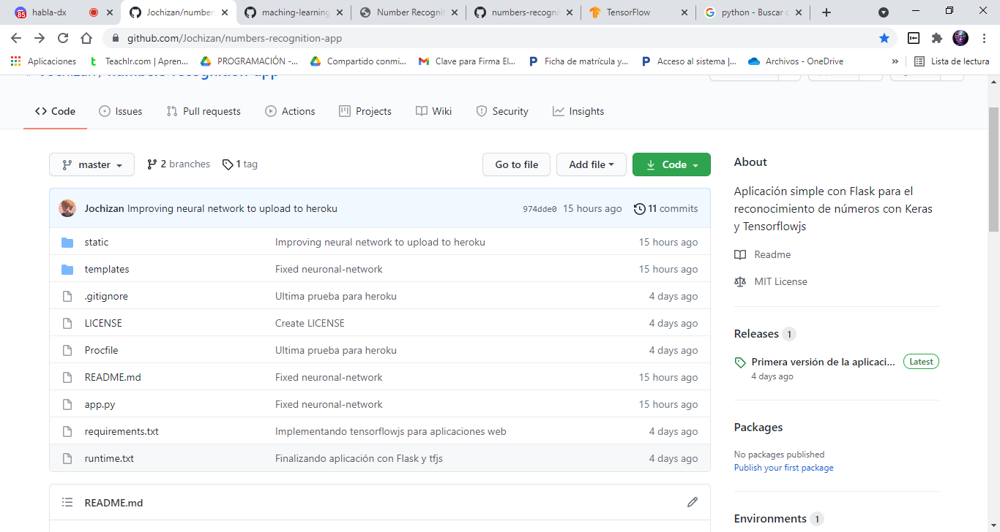 85 habla-dx
Jochizan/number
maching-learning
Number Recognit
numbers-recogni
TensorFlow
python - Buscar c
github.com/Jochizan/numbers-recognition-app
Aplicaciones
Teachlr.com | Apren...
PROGRAMACIÓN -...
Compartido conmi...
Clave para Firma El...
Ficha de matrícula y...
Acceso al sistema |...
Archivos - OneDrive
»
Lista de lectura
Jochizan / numbers-recognition-app
Code
Issues
Pull requests
Actions
Projects
Wiki
Security
Insights
master
2 branches
1 tag
Go to file
Add file
Code
Jochizan Improving neural network to upload to heroku 974dde0 15 hours ago 11 commits
static Improving neural network to upload to heroku 15 hours ago
templates Fixed neuronal-network 15 hours ago
.gitignore Ultima prueba para heroku 4 days ago
LICENSE Create LICENSE 4 days ago
Procfile Ultima prueba para heroku 4 days ago
README.md Fixed neuronal-network 15 hours ago
app.py Fixed neuronal-network 15 hours ago
requirements.txt Implementando tensorflowjs para aplicaciones web 4 days ago
runtime.txt Finalizando aplicación con Flask y tfjs 4 days ago
README.md
About
Aplicación simple con Flask para el
reconocimiento de números con Keras
y Tensorflowjs
Readme
MIT License
Releases 1
Primera versión de la aplicaci... Latest
4 days ago
Packages
No packages published
Publish your first package
Environments 1